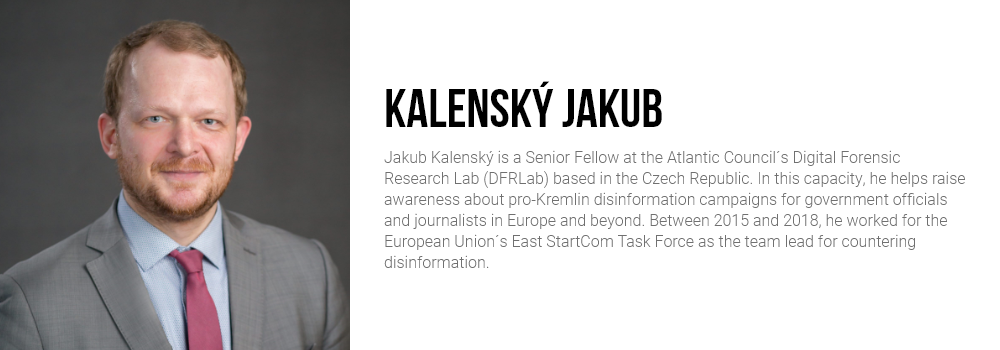 KALENSKÝ JAKUB
Jakub Kalenský is a Senior Fellow at the Atlantic Council´s Digital Forensic
Research Lab (DFRLab) based in the Czech Republic. In this capacity, he helps raise
awareness about pro-Kremlin disinformation campaigns for government officials
and journalists in Europe and beyond. Between 2015 and 2018, he worked for the
European Union´s East StartCom Task Force as the team lead for countering
disinformation.